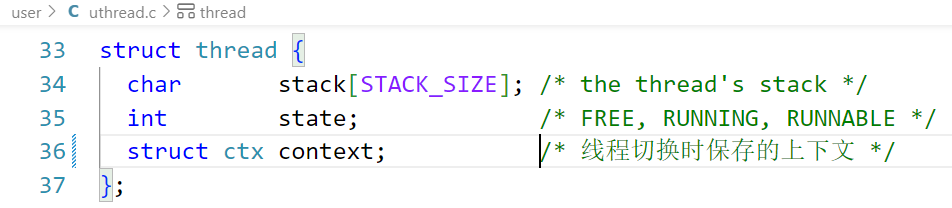 user > C uthread.c > thread
33 struct thread {
34   char       stack[STACK_SIZE]; /* the thread's stack */
35   int        state;             /* FREE, RUNNING, RUNNABLE */
36   struct ctx context;           /* 线程切换时保存的上下文 */
37 };